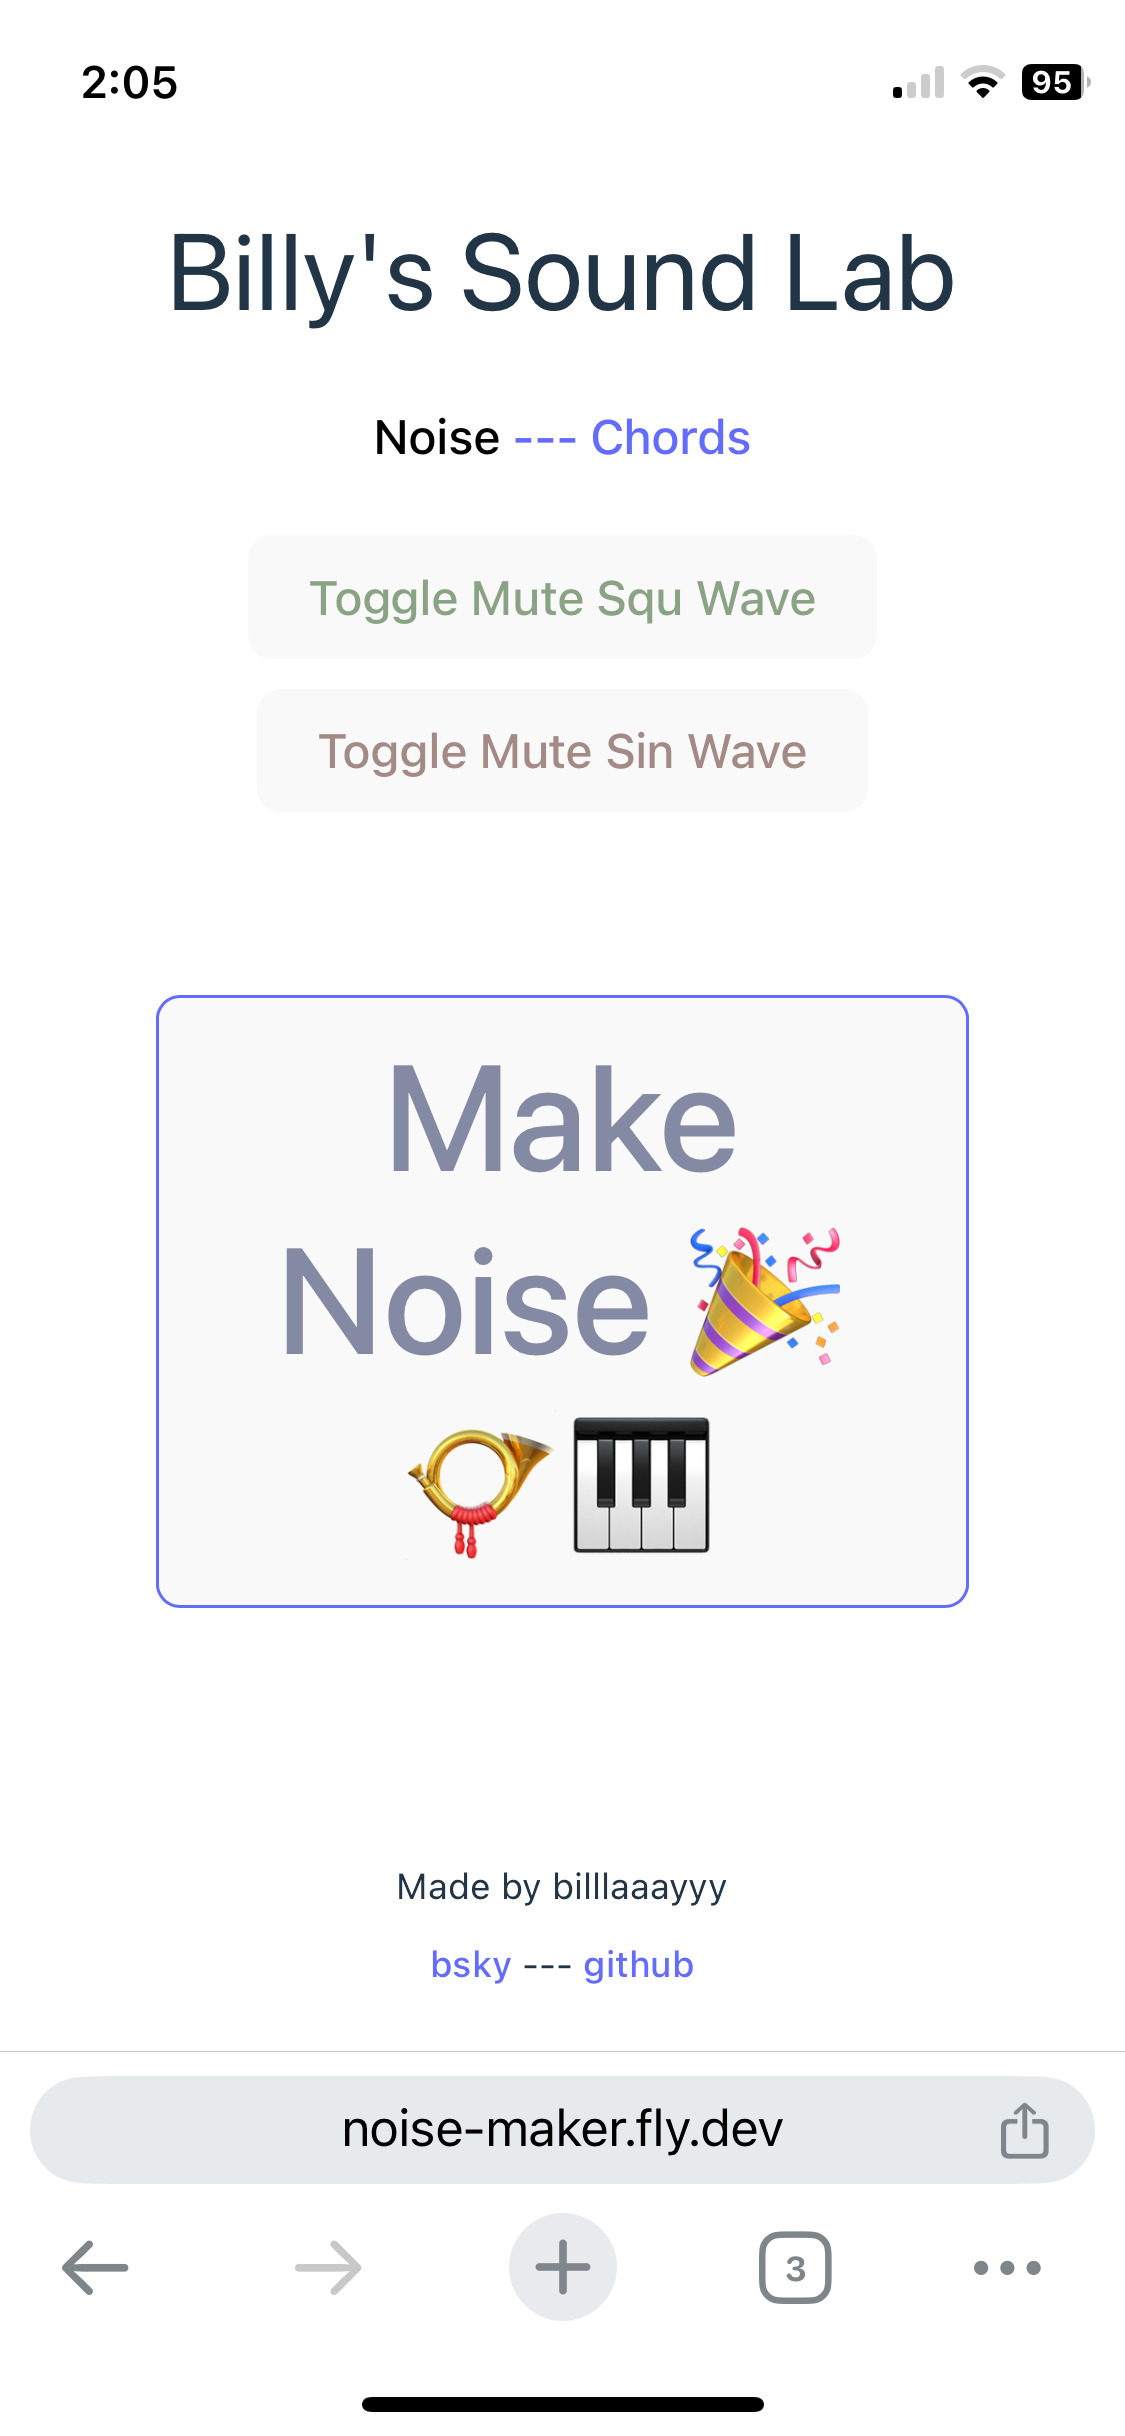 2:05
95
Billy's Sound Lab
Noise --- Chords
Toggle Mute Squ Wave
Toggle Mute Sin Wave
Make
Noise 🎉
📯🎹
Made by billlaaayyy
bsky --- github
noise-maker.fly.dev
3